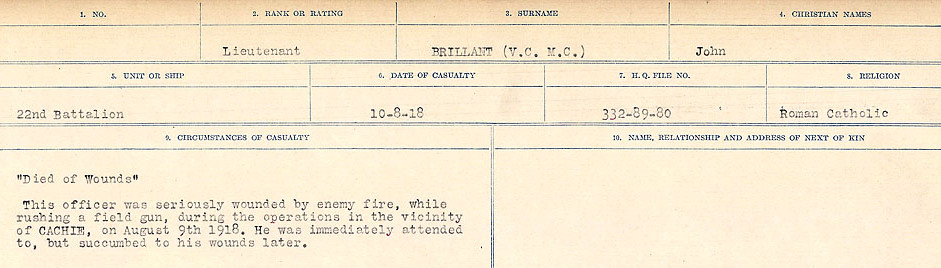 1. NO. 2. RANK OR RATING 3. SURNAME 4. CHRISTIAN NAMES
Lieutenant BRILLANT (V.C. M.C.) John
5. UNIT OR SHIP 6. DATE OF CASUALTY 7. H. Q. FILE NO. 8. RELIGION
22nd Battalion 10-8-18 332-89-80 Roman Catholic
9. CIRCUMSTANCES OF CASUALTY 10. NAME, RELATIONSHIP AND ADDRESS OF NEXT OF KIN
"Died of Wounds"
This officer was seriously wounded by enemy fire, while
rushing a field gun, during the operations in the vicinity
of CACHIE, on August 9th 1918. He was immediately attended
to, but succumbed to his wounds later.